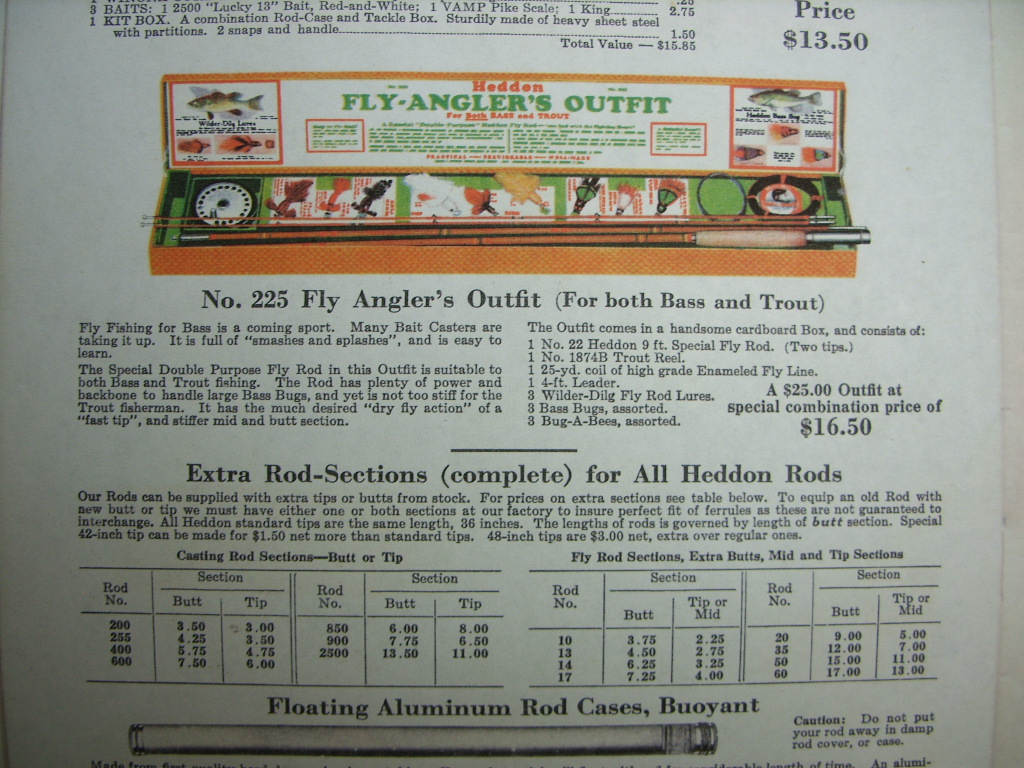 3 BAITS: 1 2500 "Lucky 13" Bait, Red-and-White; 1 VAMP Pike Scale; 1 King 2.75
1 KIT BOX. A combination Rod-Case and Tackle Box. Sturdily made of heavy sheet steel
with partitions. 2 snaps and handle 1.50
Total Value — $15.85
Price
$13.50
Heddon
FLY-ANGLER'S OUTFIT
For Both BASS and TROUT
Wilder-Dilg Lures
Heddon Bass Bug
PRACTICAL — SERVICEABLE — WELL-MADE
No. 225 Fly Angler's Outfit (For both Bass and Trout)
Fly Fishing for Bass is a coming sport. Many Bait Casters are
taking it up. It is full of "smashes and splashes", and is easy to
learn.
The Special Double Purpose Fly Rod in this Outfit is suitable to
both Bass and Trout fishing. The Rod has plenty of power and
backbone to handle large Bass Bugs, and yet is not too stiff for the
Trout fisherman. It has the much desired "dry fly action" of a
"fast tip", and stiffer mid and butt section.
The Outfit comes in a handsome cardboard Box, and consists of:
1 No. 22 Heddon 9 ft. Special Fly Rod. (Two tips.)
1 No. 1874B Trout Reel.
1 25-yd. coil of high grade Enameled Fly Line.
1 4-ft. Leader.
3 Wilder-Dilg Fly Rod Lures.
3 Bass Bugs, assorted.
3 Bug-A-Bees, assorted.
A $25.00 Outfit at
special combination price of
$16.50
Extra Rod-Sections (complete) for All Heddon Rods
Our Rods can be supplied with extra tips or butts from stock. For prices on extra sections see table below. To equip an old Rod with
new butt or tip we must have either one or both sections at our factory to insure perfect fit of ferrules as these are not guaranteed to
interchange. All Heddon standard tips are the same length, 36 inches. The lengths of rods is governed by length of butt section. Special
42-inch tip can be made for $1.50 net more than standard tips. 48-inch tips are $3.00 net, extra over regular ones.
Casting Rod Sections—Butt or Tip
Rod No. Section Butt Tip Rod No. Section Butt Tip
200 3.50 3.00 850 6.00 8.00
255 4.25 3.50 900 7.75 6.50
400 5.75 4.75 2500 13.50 11.00
600 7.50 6.00
Fly Rod Sections, Extra Butts, Mid and Tip Sections
Rod No. Section Butt Tip or Mid Rod No. Section Butt Tip or Mid
10 3.75 2.25 20 9.00 5.00
13 4.50 2.75 35 12.00 7.00
14 6.25 3.25 50 15.00 11.00
17 7.25 4.00 60 17.00 13.00
Floating Aluminum Rod Cases, Buoyant
Caution: Do not put
your rod away in damp
rod cover, or case.